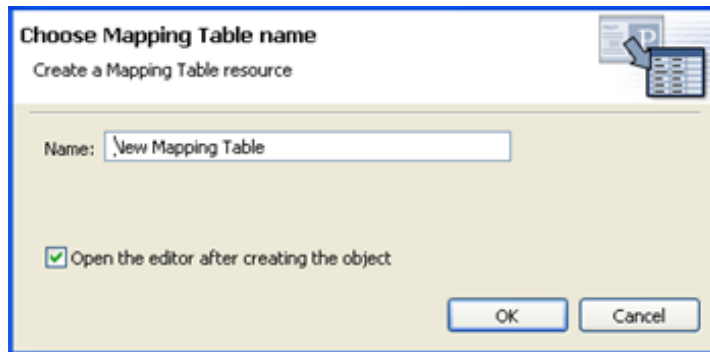 Choose Mapping Table name
Create a Mapping Table resource
P
Name: New Mapping Table
Open the editor after creating the object
OK Cancel